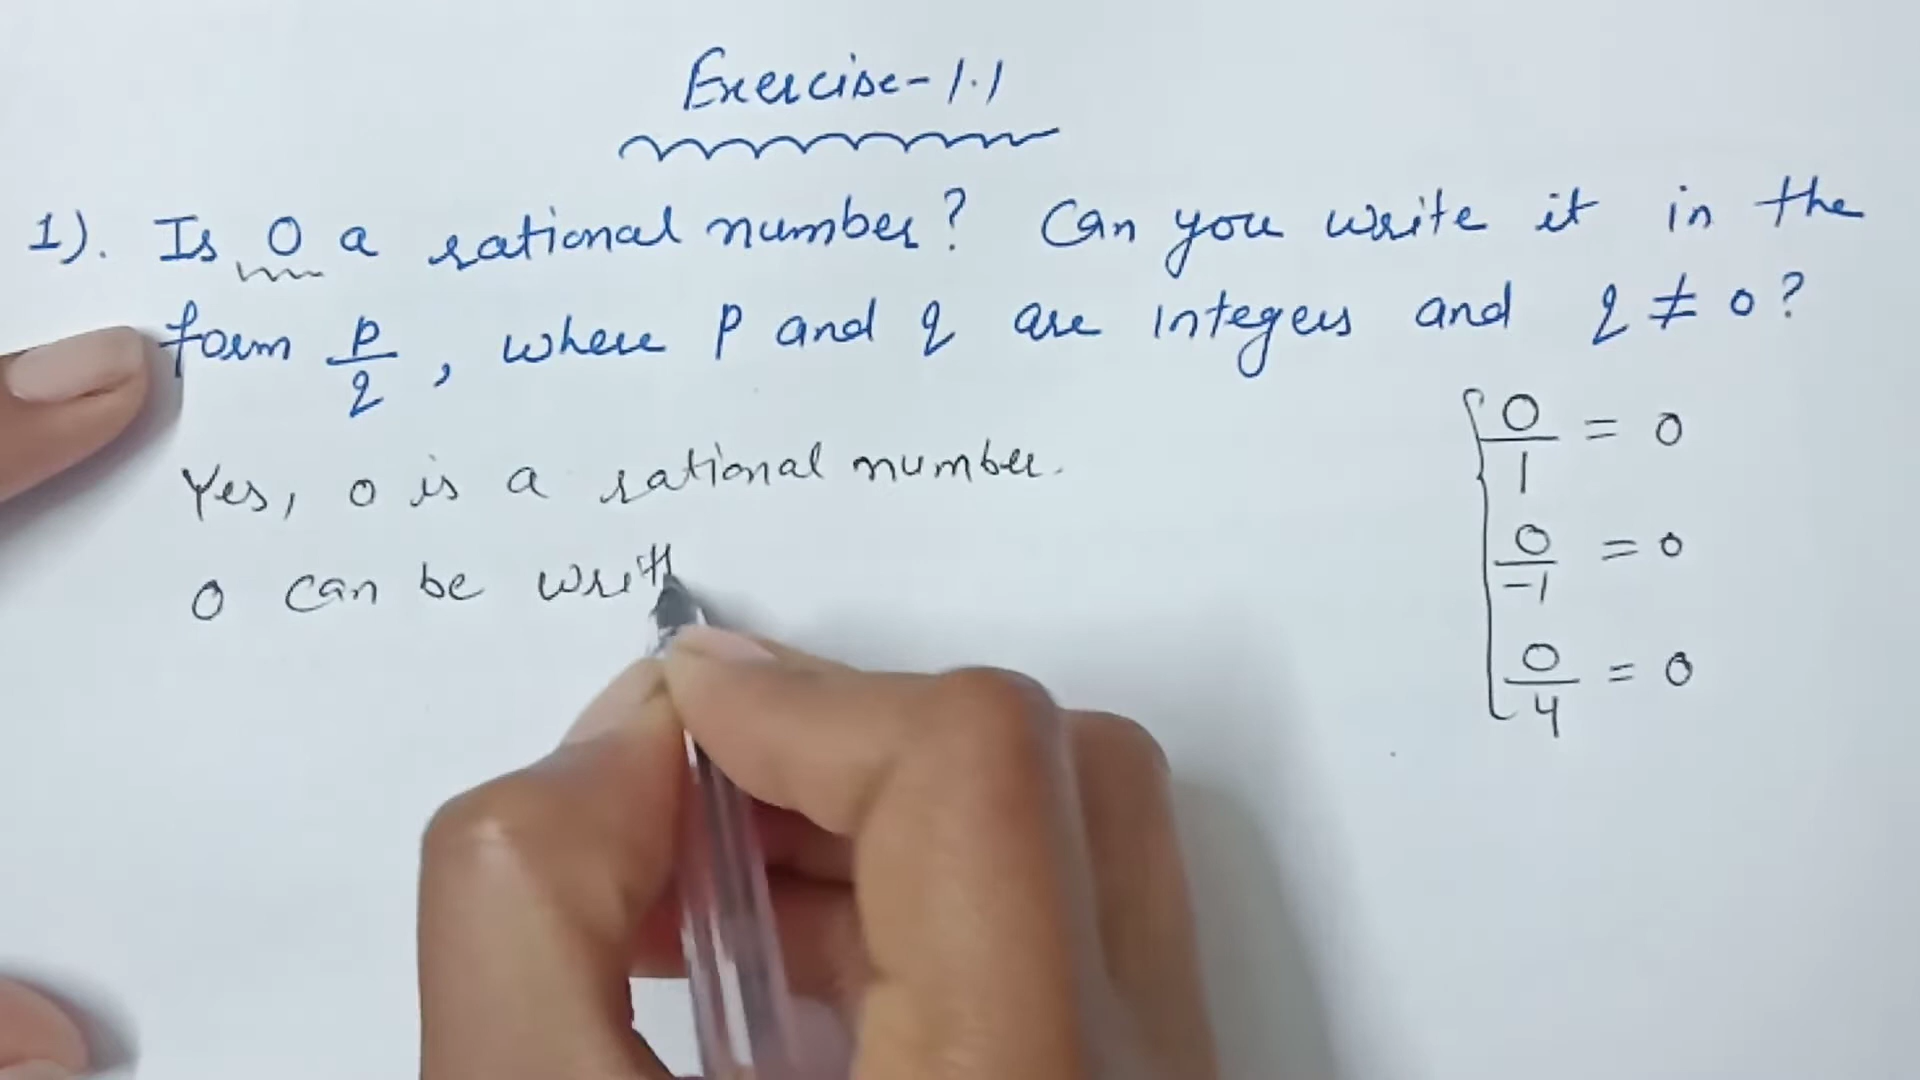 Exercise-1.1
1). Is 0 a rational number? Can you write it in the
form p/q, where p and q are integers and q ≠ 0?
Yes, 0 is a rational number.
0 can be writt
0/1 = 0
0/-1 = 0
0/4 = 0